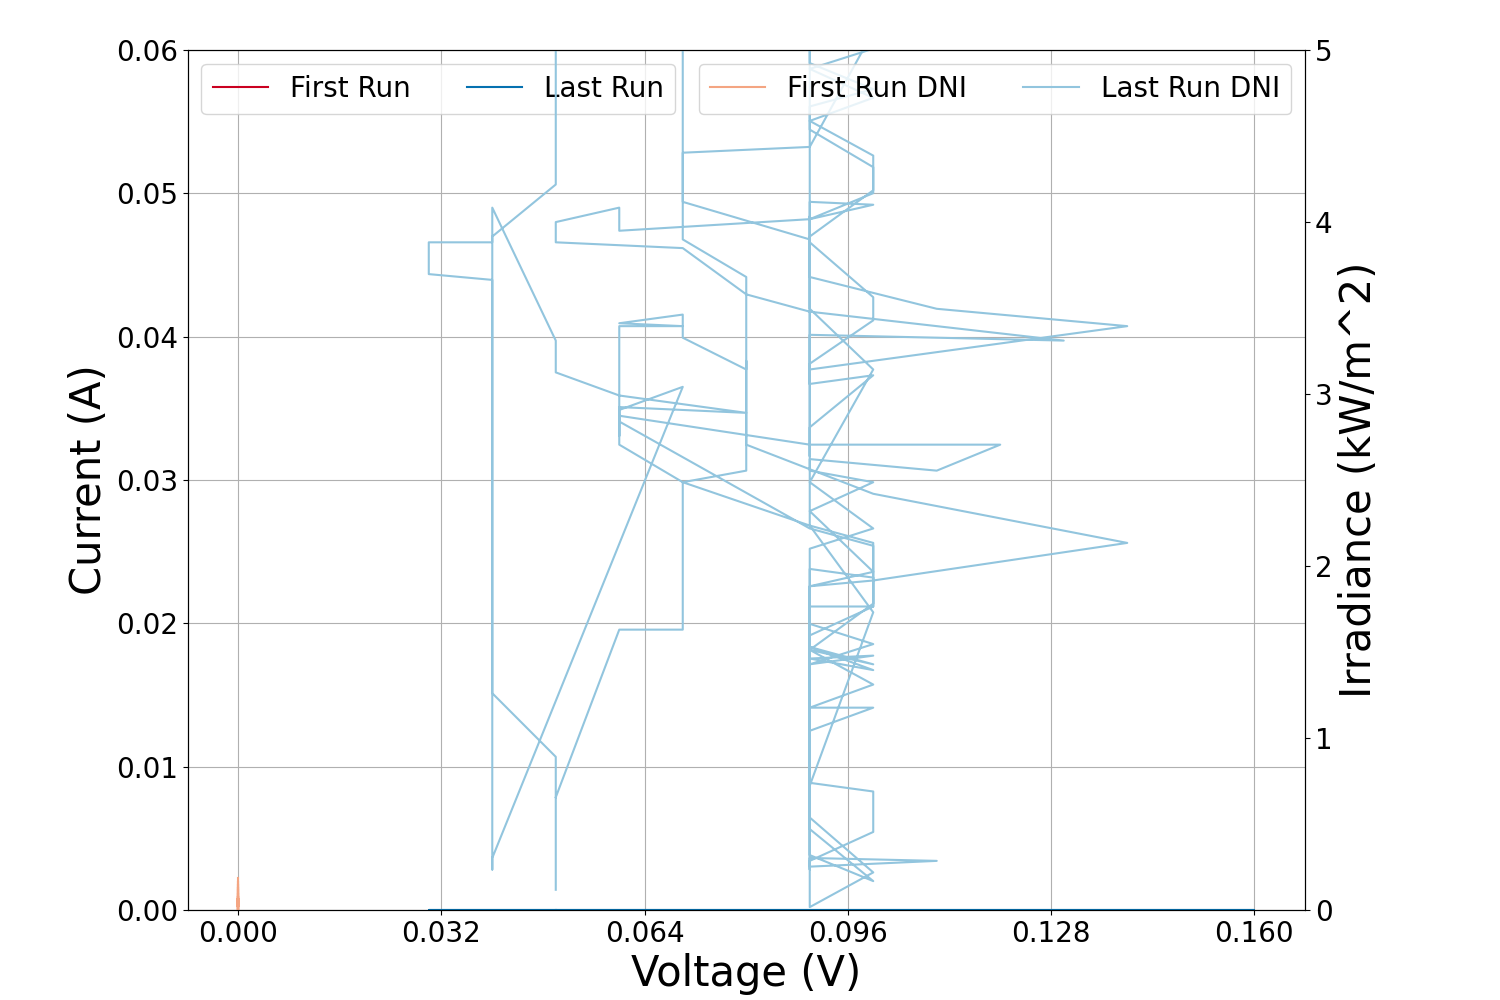 First Run
Last Run
First Run DNI
Last Run DNI
Current (A)
0.06
0.05
0.04
0.03
0.02
0.01
0.00
5
4
3
2
1
0
Irradiance (kW/m^2)
0.000 0.032 0.064 0.096 0.128 0.160
Voltage (V)